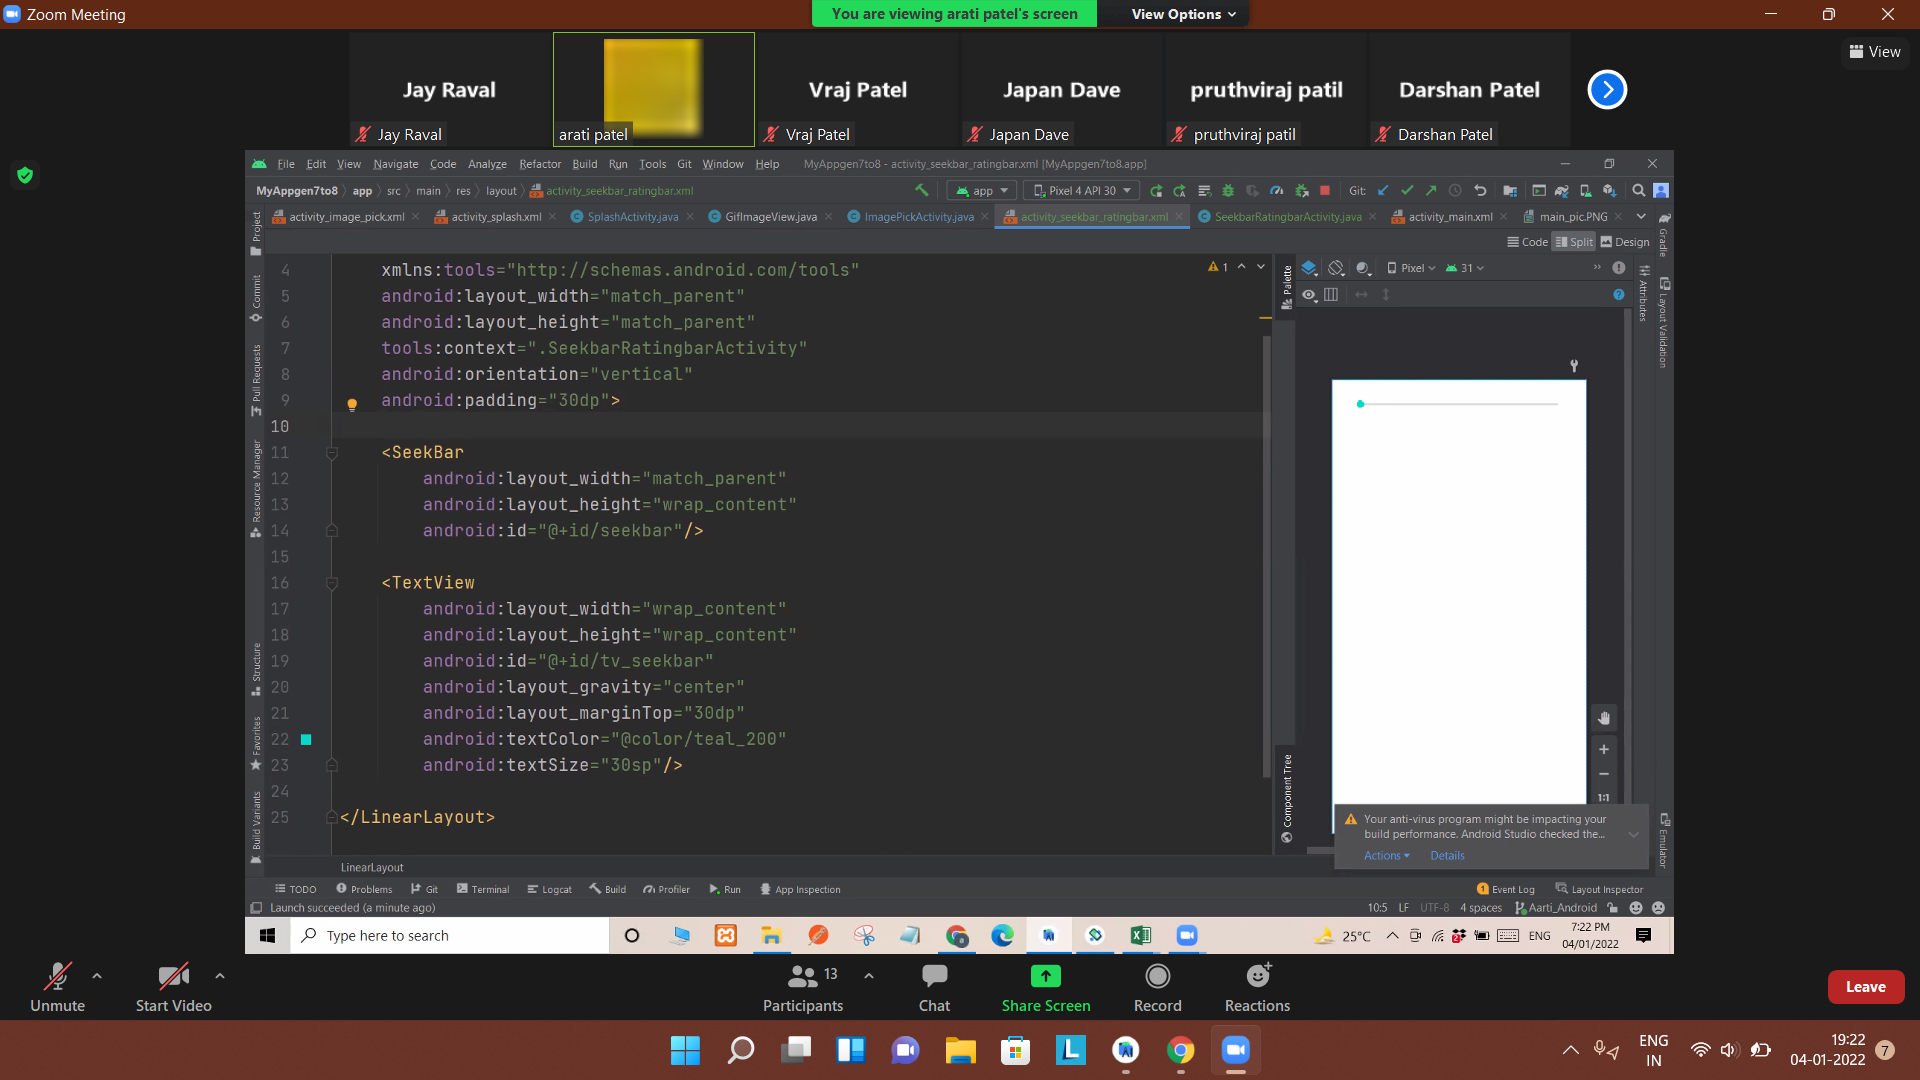 Zoom Meeting
You are viewing arati patel's screen
View Options
View
Jay Raval
Vraj Patel
Japan Dave
pruthviraj patil
Darshan Patel
Jay Raval
arati patel
Vraj Patel
Japan Dave
pruthviraj patil
Darshan Patel
File Edit View Navigate Code Analyze Refactor Build Run Tools Git Window Help MyAppgen7to8 - activity_seekbar_ratingbar.xml [MyAppgen7to8.app]
MyAppgen7to8 app src main res layout activity_seekbar_ratingbar.xml app Pixel 4 API 30 Git:
activity_image_pick.xml activity_splash.xml SplashActivity.java GifImageView.java ImagePickActivity.java activity_seekbar_ratingbar.xml SeekbarRatingbarActivity.java activity_main.xml main_pic.PNG
Code Split Design
Project
Commit
Pull Requests
Resource Manager
Structure
Favorites
Build Variants
4 xmlns:tools="http://schemas.android.com/tools"
5 android:layout_width="match_parent"
6 android:layout_height="match_parent"
7 tools:context=".SeekbarRatingbarActivity"
8 android:orientation="vertical"
9 android:padding="30dp">
10
11 <SeekBar
12 android:layout_width="match_parent"
13 android:layout_height="wrap_content"
14 android:id="@+id/seekbar"/>
15
16 <TextView
17 android:layout_width="wrap_content"
18 android:layout_height="wrap_content"
19 android:id="@+id/tv_seekbar"
20 android:layout_gravity="center"
21 android:layout_marginTop="30dp"
22 android:textColor="@color/teal_200"
23 android:textSize="30sp"/>
24
25 </LinearLayout>
1
Palette
Component Tree
Pixel 31
Gradle
Attributes
Layout Validation
Emulator
1:1
Your anti-virus program might be impacting your
build performance. Android Studio checked the...
Actions Details
LinearLayout
TODO Problems Git Terminal Logcat Build Profiler Run App Inspection 1 Event Log Layout Inspector
Launch succeeded (a minute ago) 10:5 LF UTF-8 4 spaces Aarti_Android
Type here to search
25°C
ENG
7:22 PM
04/01/2022
Unmute
Start Video
13
Participants
Chat
Share Screen
Record
Reactions
Leave
ENG
IN
19:22
04-01-2022
7